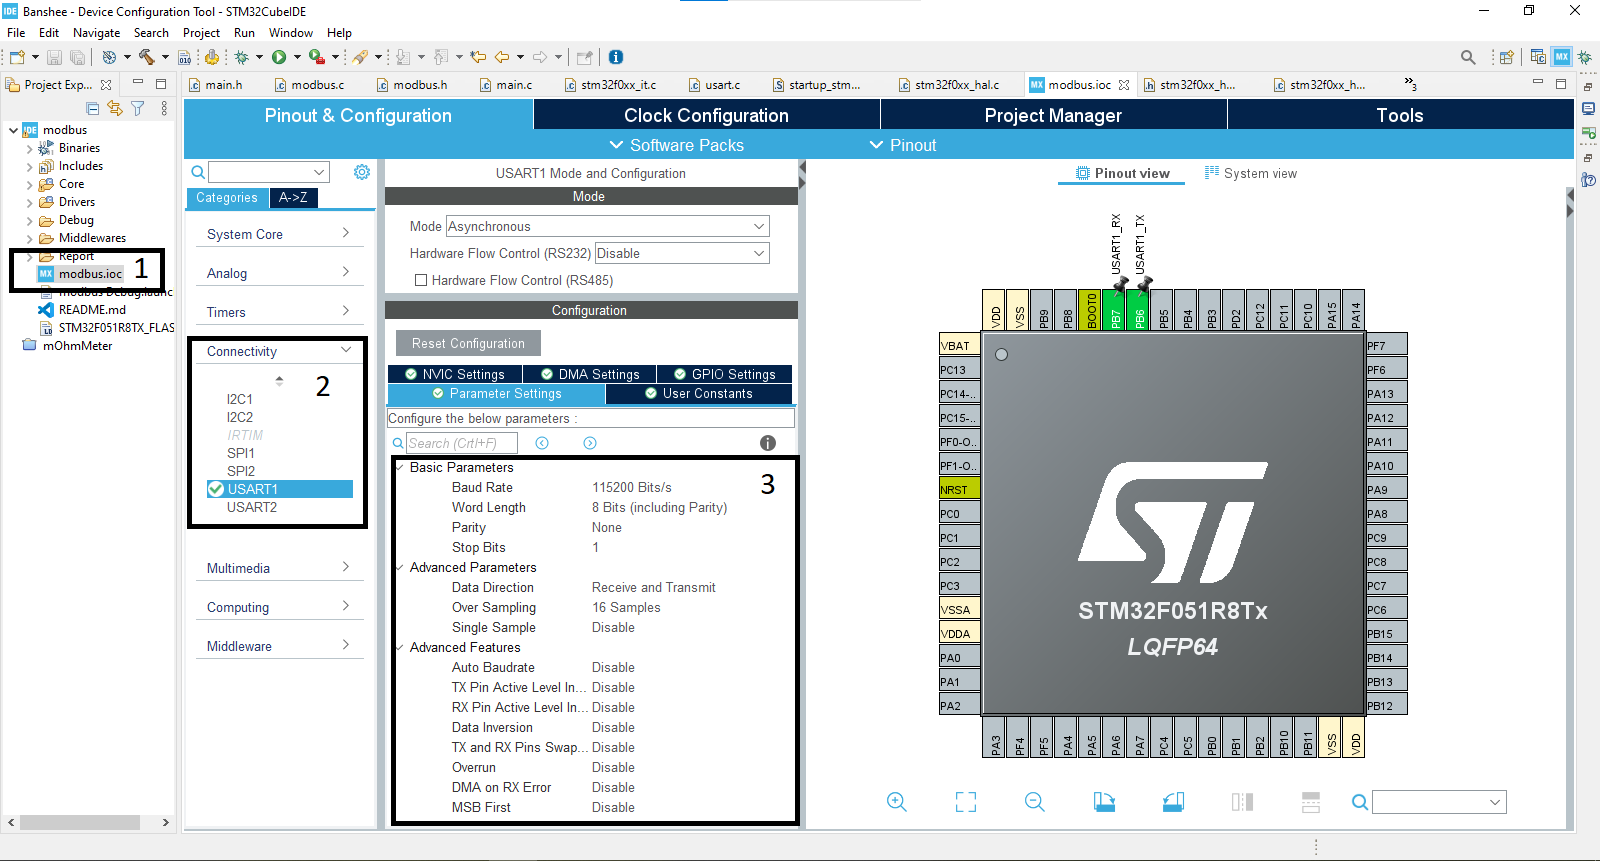 IDE Banshee - Device Configuration Tool - STM32CubeIDE
File Edit Navigate Search Project Run Window Help
Project Exp...
main.h modbus.c modbus.h main.c stm32f0xx_it.c usart.c startup_stm... stm32f0xx_hal.c modbus.ioc stm32f0xx_h... stm32f0xx_h... »3
modbus
Binaries
Includes
Core
Drivers
Debug
Middlewares
Report
modbus.ioc 1
modbus Debug.launc
README.md
STM32F051R8TX_FLAS
mOhmMeter
Pinout & Configuration Clock Configuration Project Manager Tools
Software Packs Pinout
Categories A->Z
System Core
Analog
Timers
Connectivity
2
I2C1
I2C2
IRTIM
SPI1
SPI2
USART1
USART2
Multimedia
Computing
Middleware
USART1 Mode and Configuration
Mode
Mode Asynchronous
Hardware Flow Control (RS232) Disable
Hardware Flow Control (RS485)
Configuration
Reset Configuration
NVIC Settings DMA Settings GPIO Settings
Parameter Settings User Constants
Configure the below parameters :
Search (Crtl+F)
Basic Parameters 3
Baud Rate 115200 Bits/s
Word Length 8 Bits (including Parity)
Parity None
Stop Bits 1
Advanced Parameters
Data Direction Receive and Transmit
Over Sampling 16 Samples
Single Sample Disable
Advanced Features
Auto Baudrate Disable
TX Pin Active Level In... Disable
RX Pin Active Level In... Disable
Data Inversion Disable
TX and RX Pins Swap... Disable
Overrun Disable
DMA on RX Error Disable
MSB First Disable
Pinout view System view
USART1_RX USART1_TX
VDD VSS PB9 PB8 BOOT0 PB7 PB6 PB5 PB4 PB3 PD2 PC12 PC11 PC10 PA15 PA14
VBAT PF7
PC13 PF6
PC14-.. PA13
PC15-.. PA12
PF0-O.. PA11
PF1-O.. PA10
NRST PA9
PC0 PA8
PC1 PC9
PC2 PC8
PC3 PC7
VSSA PC6
VDDA PB15
PA0 PB14
PA1 PB13
PA2 PB12
ST
STM32F051R8Tx
LQFP64
PA3 PF4 PF5 PA4 PA5 PA6 PA7 PC4 PC5 PB0 PB1 PB2 PB10 PB11 VSS VDD